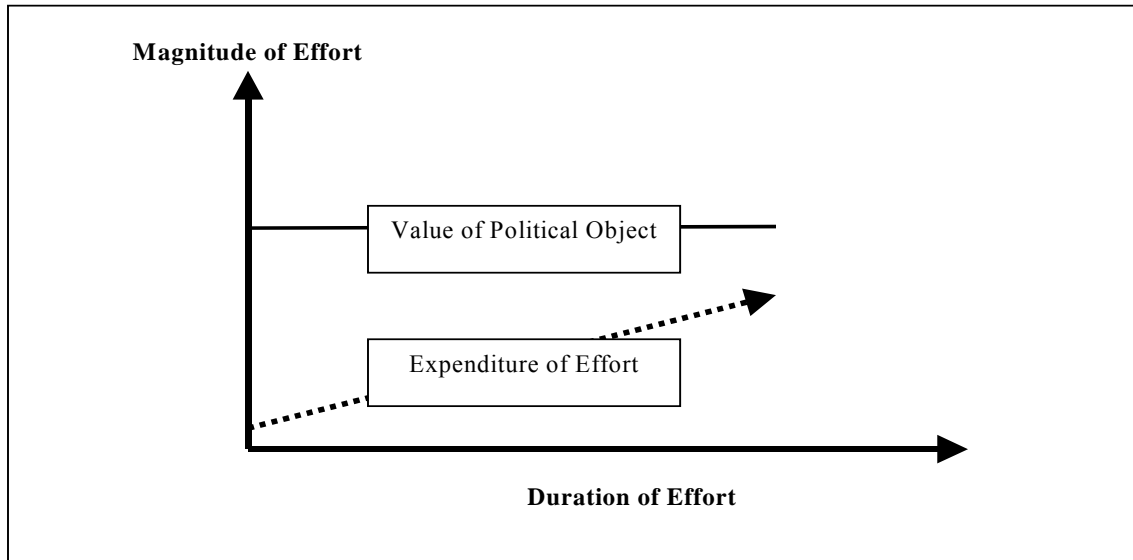 Magnitude of Effort
Value of Political Object
Expenditure of Effort
Duration of Effort